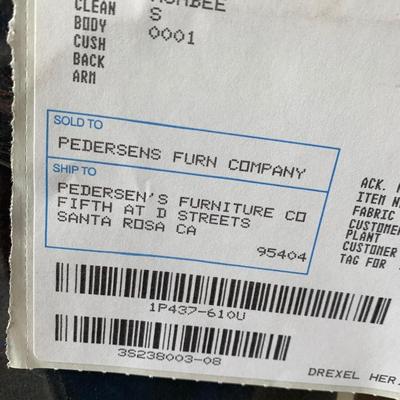 CLEAN
BODY S
CUSH 0001
BACK
ARM
SOLD TO
PEDERSENS FURN COMPANY
SHIP TO
PEDERSEN'S FURNITURE CO
FIFTH AT D STREETS
SANTA ROSA CA
95404
ACK.
ITEM
FABRIC
CUSTOMER
PLANT
CUSTOMER
TAG FOR
1P437-610U
3S238003-08
DREXEL HER